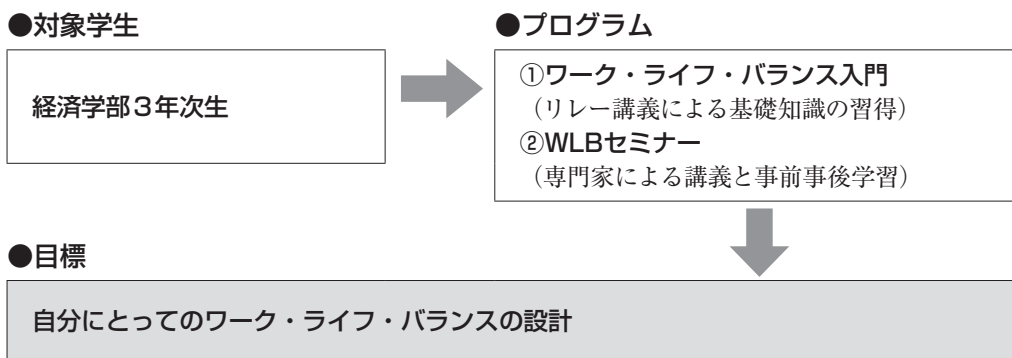 ●対象学生
経済学部3年次生
●プログラム
①ワーク・ライフ・バランス入門
（リレー講義による基礎知識の習得）
②WLBセミナー
（専門家による講義と事前事後学習）
●目標
自分にとってのワーク・ライフ・バランスの設計